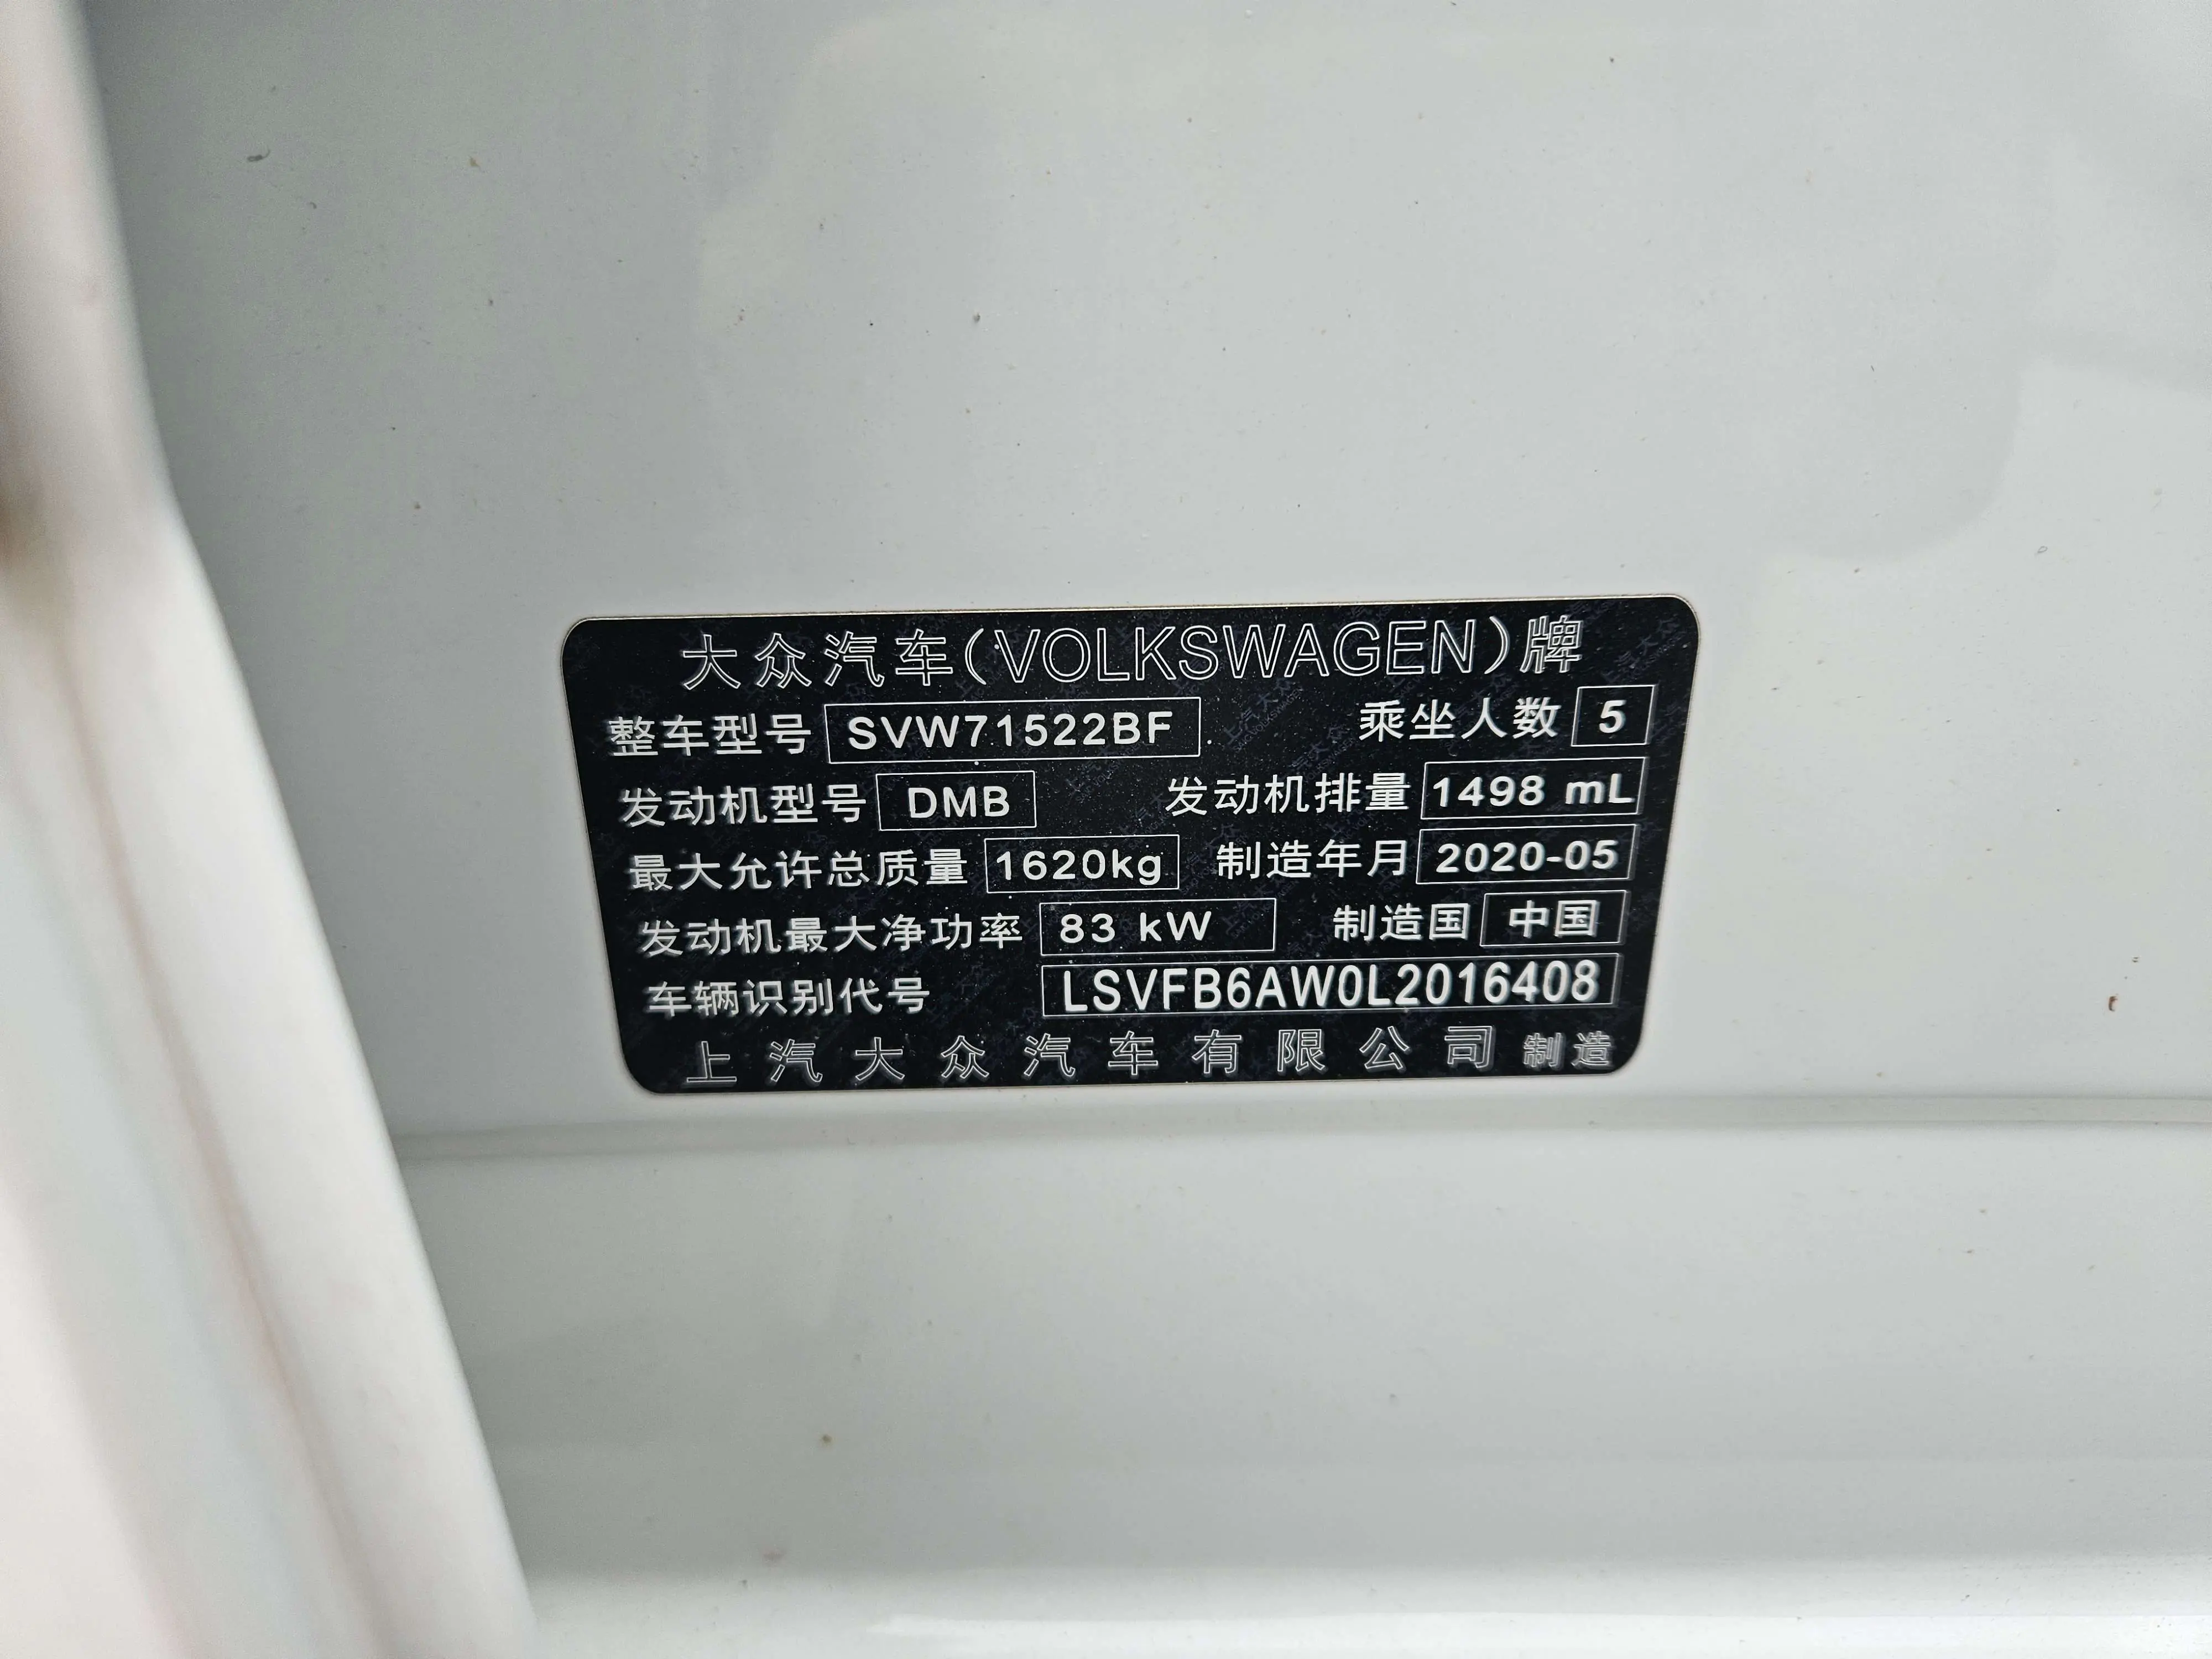 大众汽车(VOLKSWAGEN)牌
整车型号 SVW71522BF 乘坐人数 5
发动机型号 DMB 发动机排量 1498 mL
最大允许总质量 1620kg 制造年月 2020-05
发动机最大净功率 83 kW 制造国 中国
车辆识别代号 LSVFB6AW0L2016408
上汽大众汽车有限公司 制造